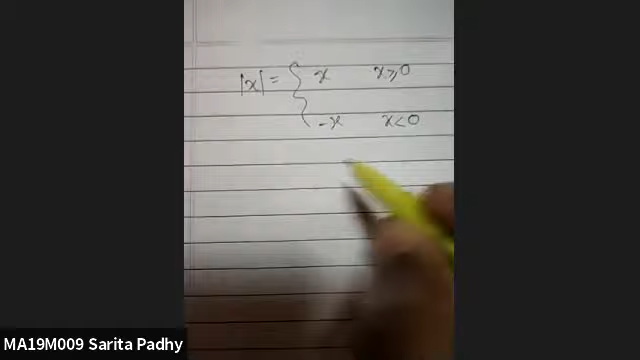 |x| = { x x ≥ 0
-x x < 0
MA19M009 Sarita Padhy